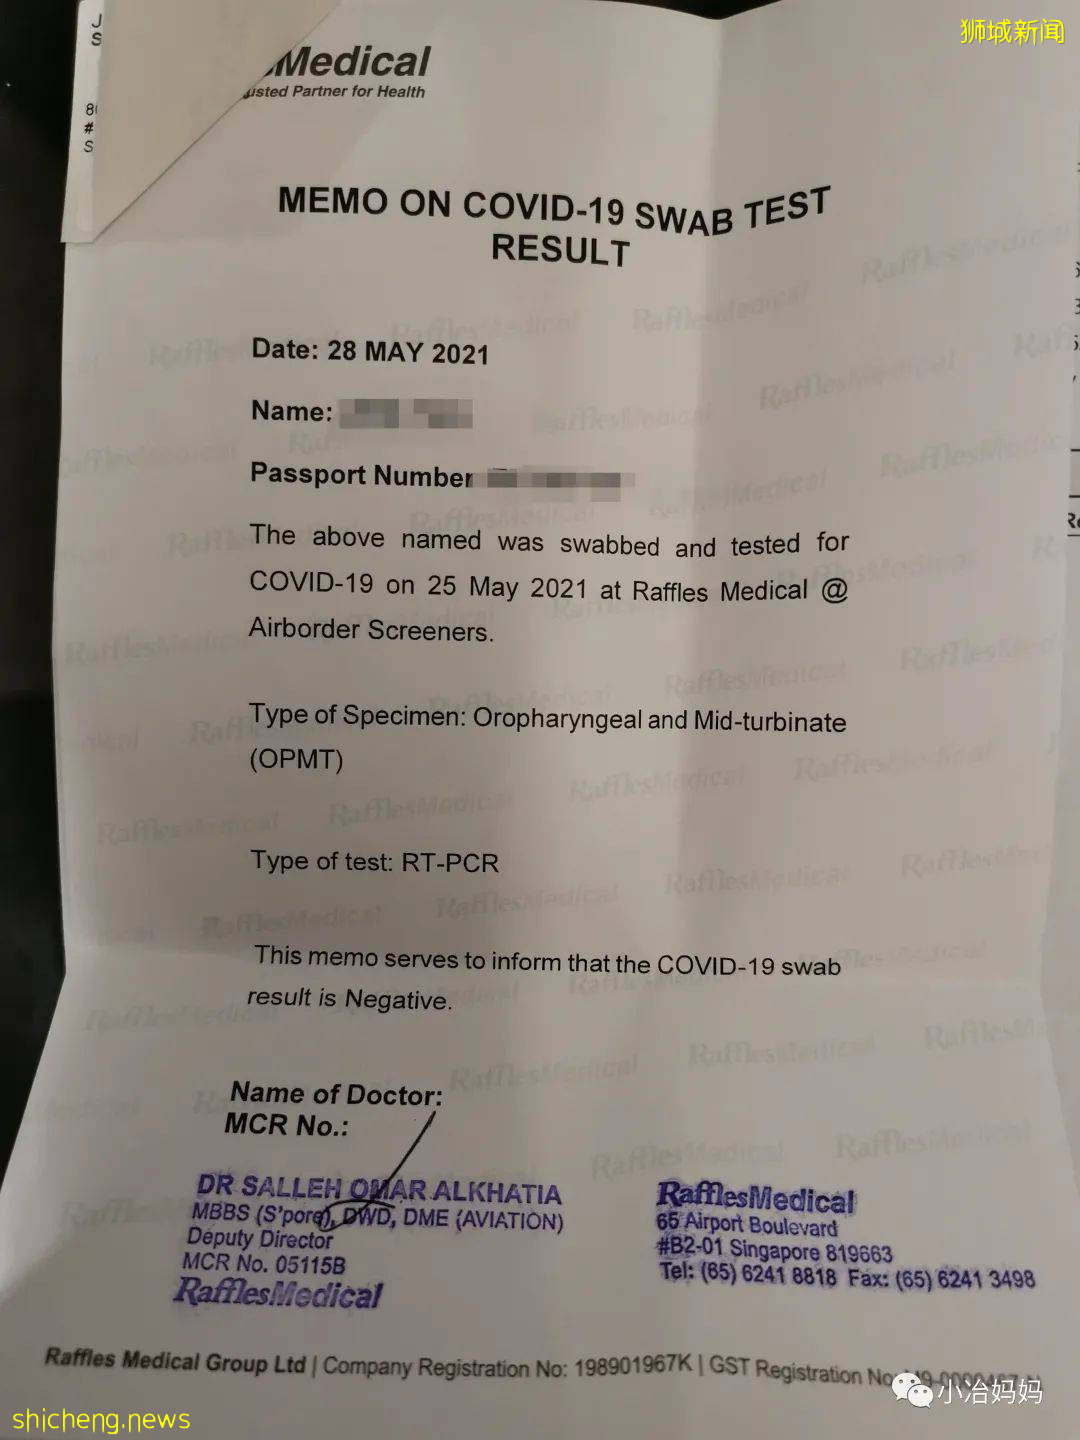 狮城新闻
J
S
Medical
usted Partner for Health
#
S
MEMO ON COVID-19 SWAB TEST
RESULT
Date: 28 MAY 2021
Name:
Passport Number
The above named was swabbed and tested for
COVID-19 on 25 May 2021 at Raffles Medical @
Airborder Screeners.
Type of Specimen: Oropharyngeal and Mid-turbinate
(OPMT)
Type of test: RT-PCR
This memo serves to inform that the COVID-19 swab
result is Negative.
Name of Doctor:
MCR No.:
DR SALLEH OMAR ALKHATIA
MBBS (S'pore), DWD, DME (AVIATION)
Deputy Director
MCR No. 05115B
RafflesMedical
RafflesMedical
65 Airport Boulevard
#B2-01 Singapore 819663
Tel: (65) 6241 8818 Fax: (65) 6241 3498
Raffles Medical Group Ltd | Company Registration No: 198901967K | GST Registration No
小冶妈妈
shicheng.news